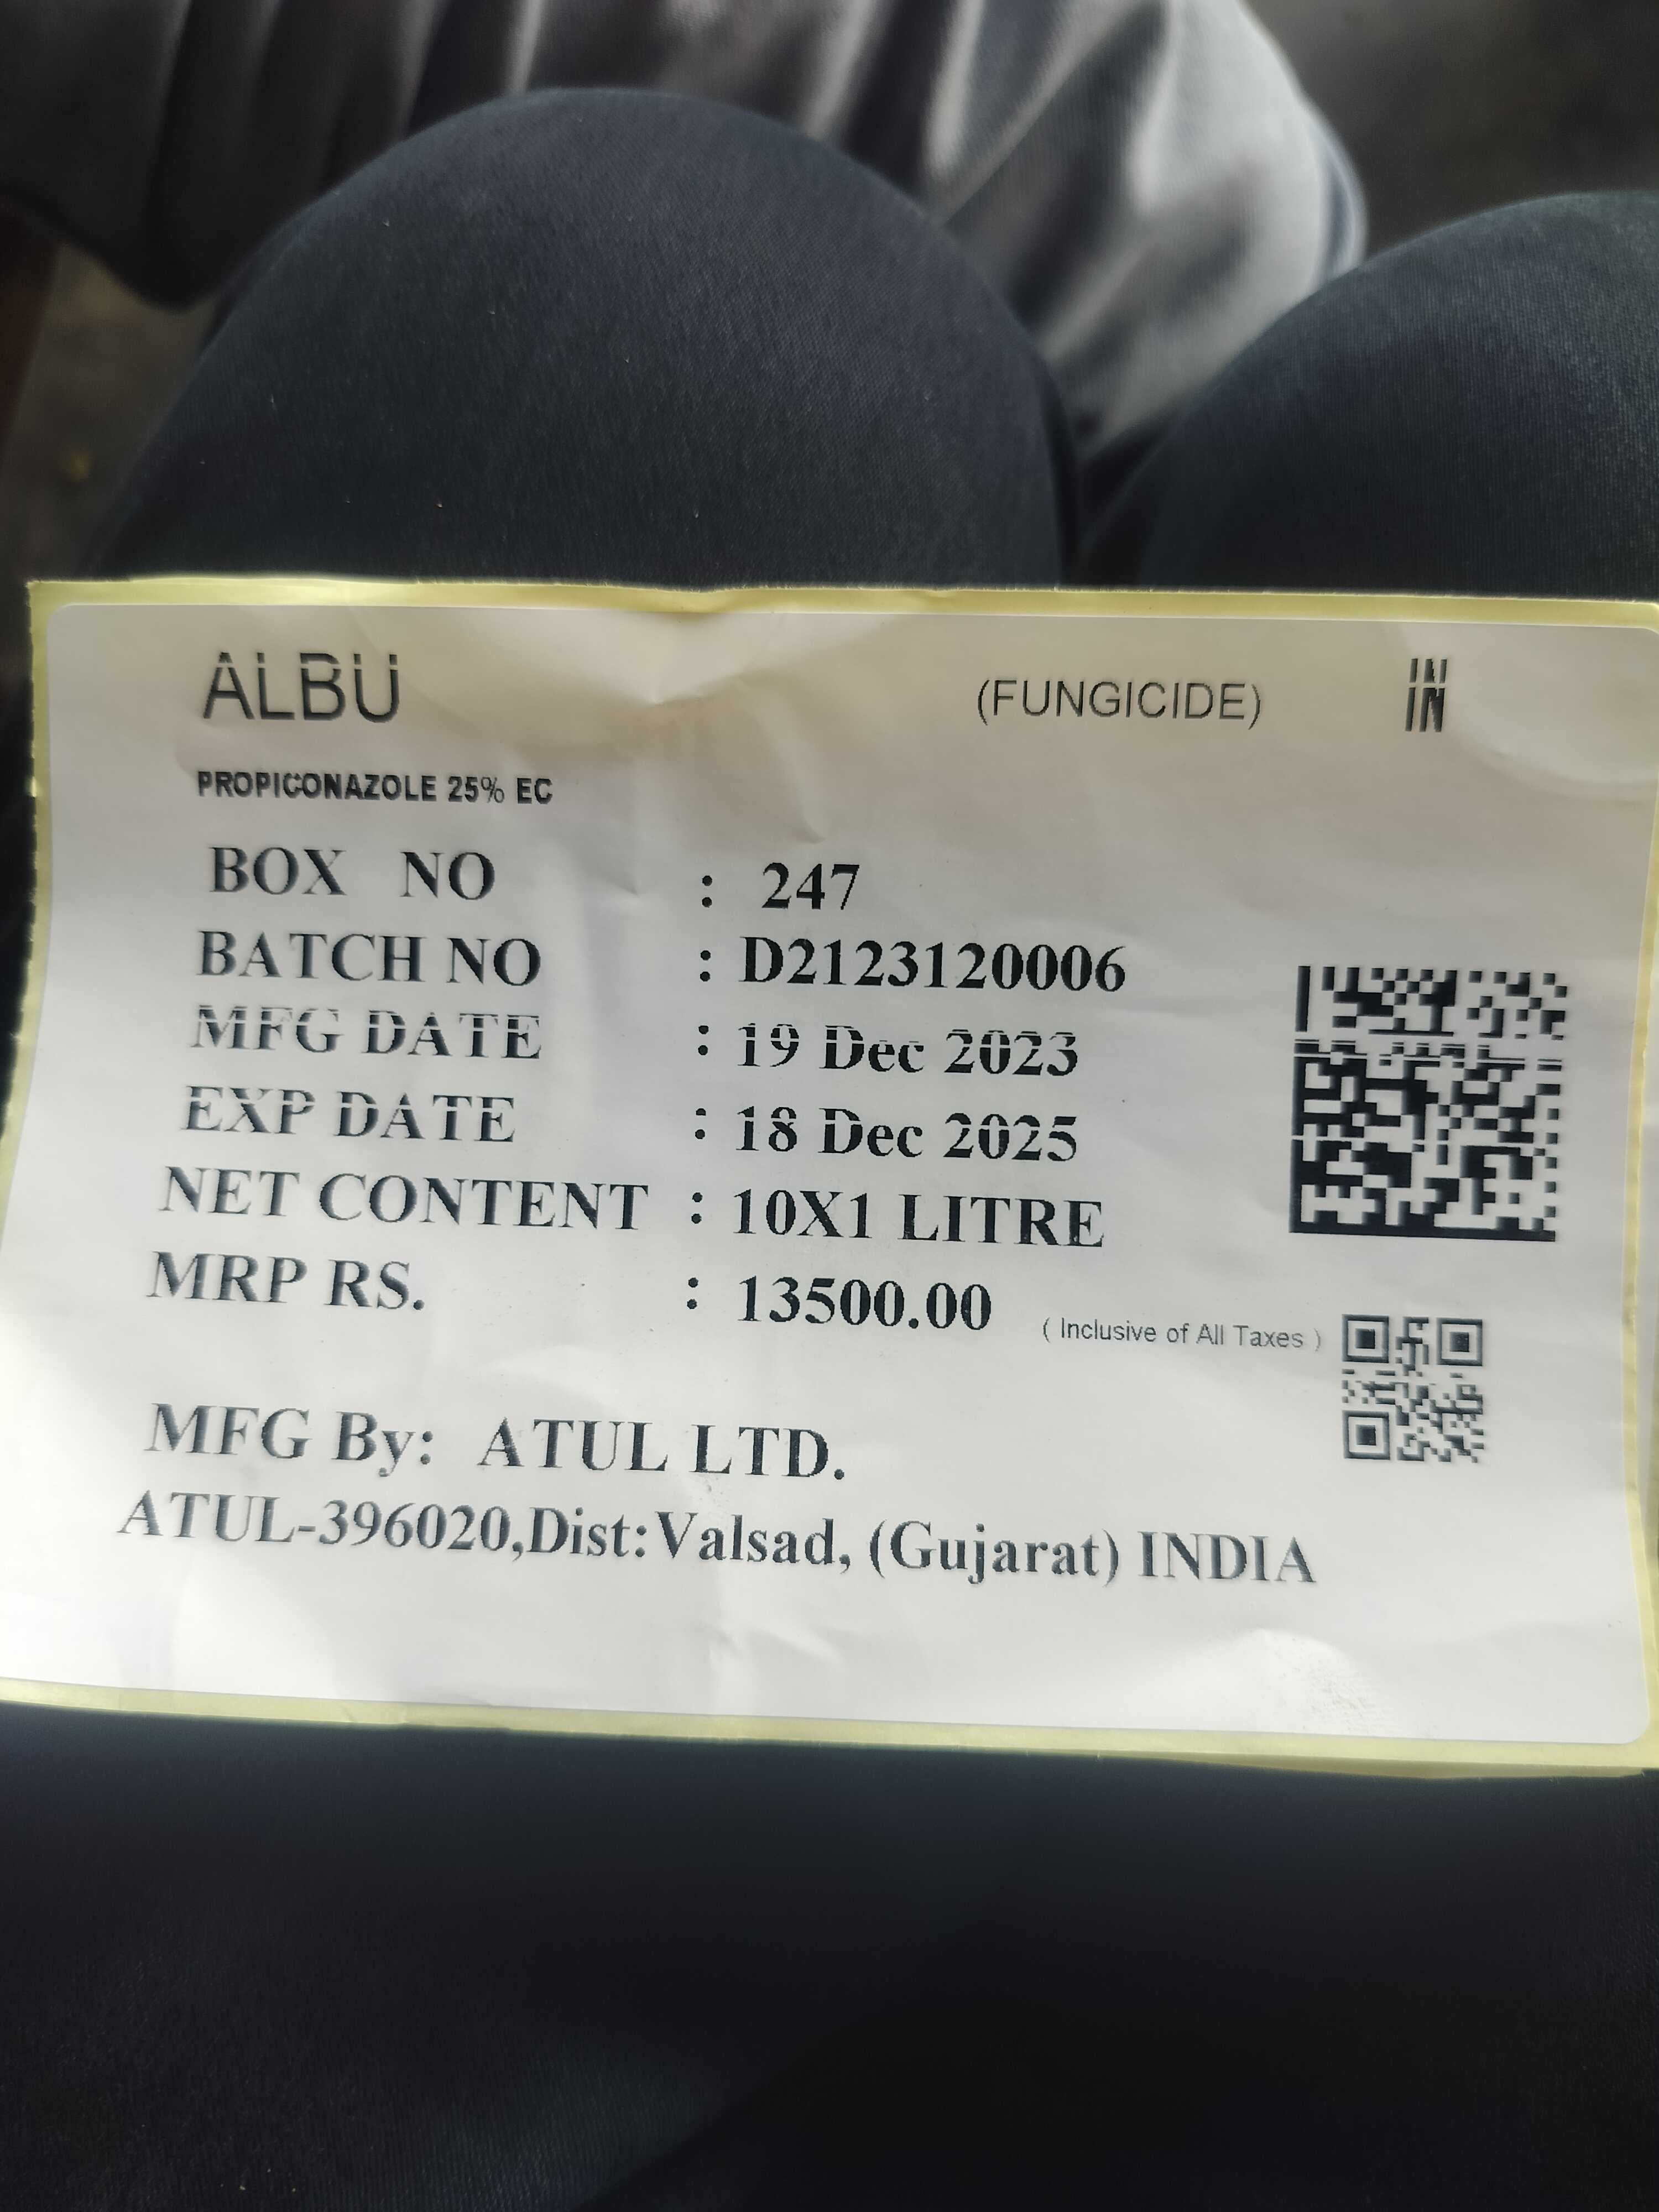 ALBU (FUNGICIDE) IN
PROPICONAZOLE 25% EC
BOX NO : 247
BATCH NO : D2123120006
MFG DATE : 19 Dec 2023
EXP DATE : 18 Dec 2025
NET CONTENT : 10X1 LITRE
MRP RS. : 13500.00 ( Inclusive of All Taxes )
MFG By: ATUL LTD.
ATUL-396020,Dist:Valsad, (Gujarat) INDIA